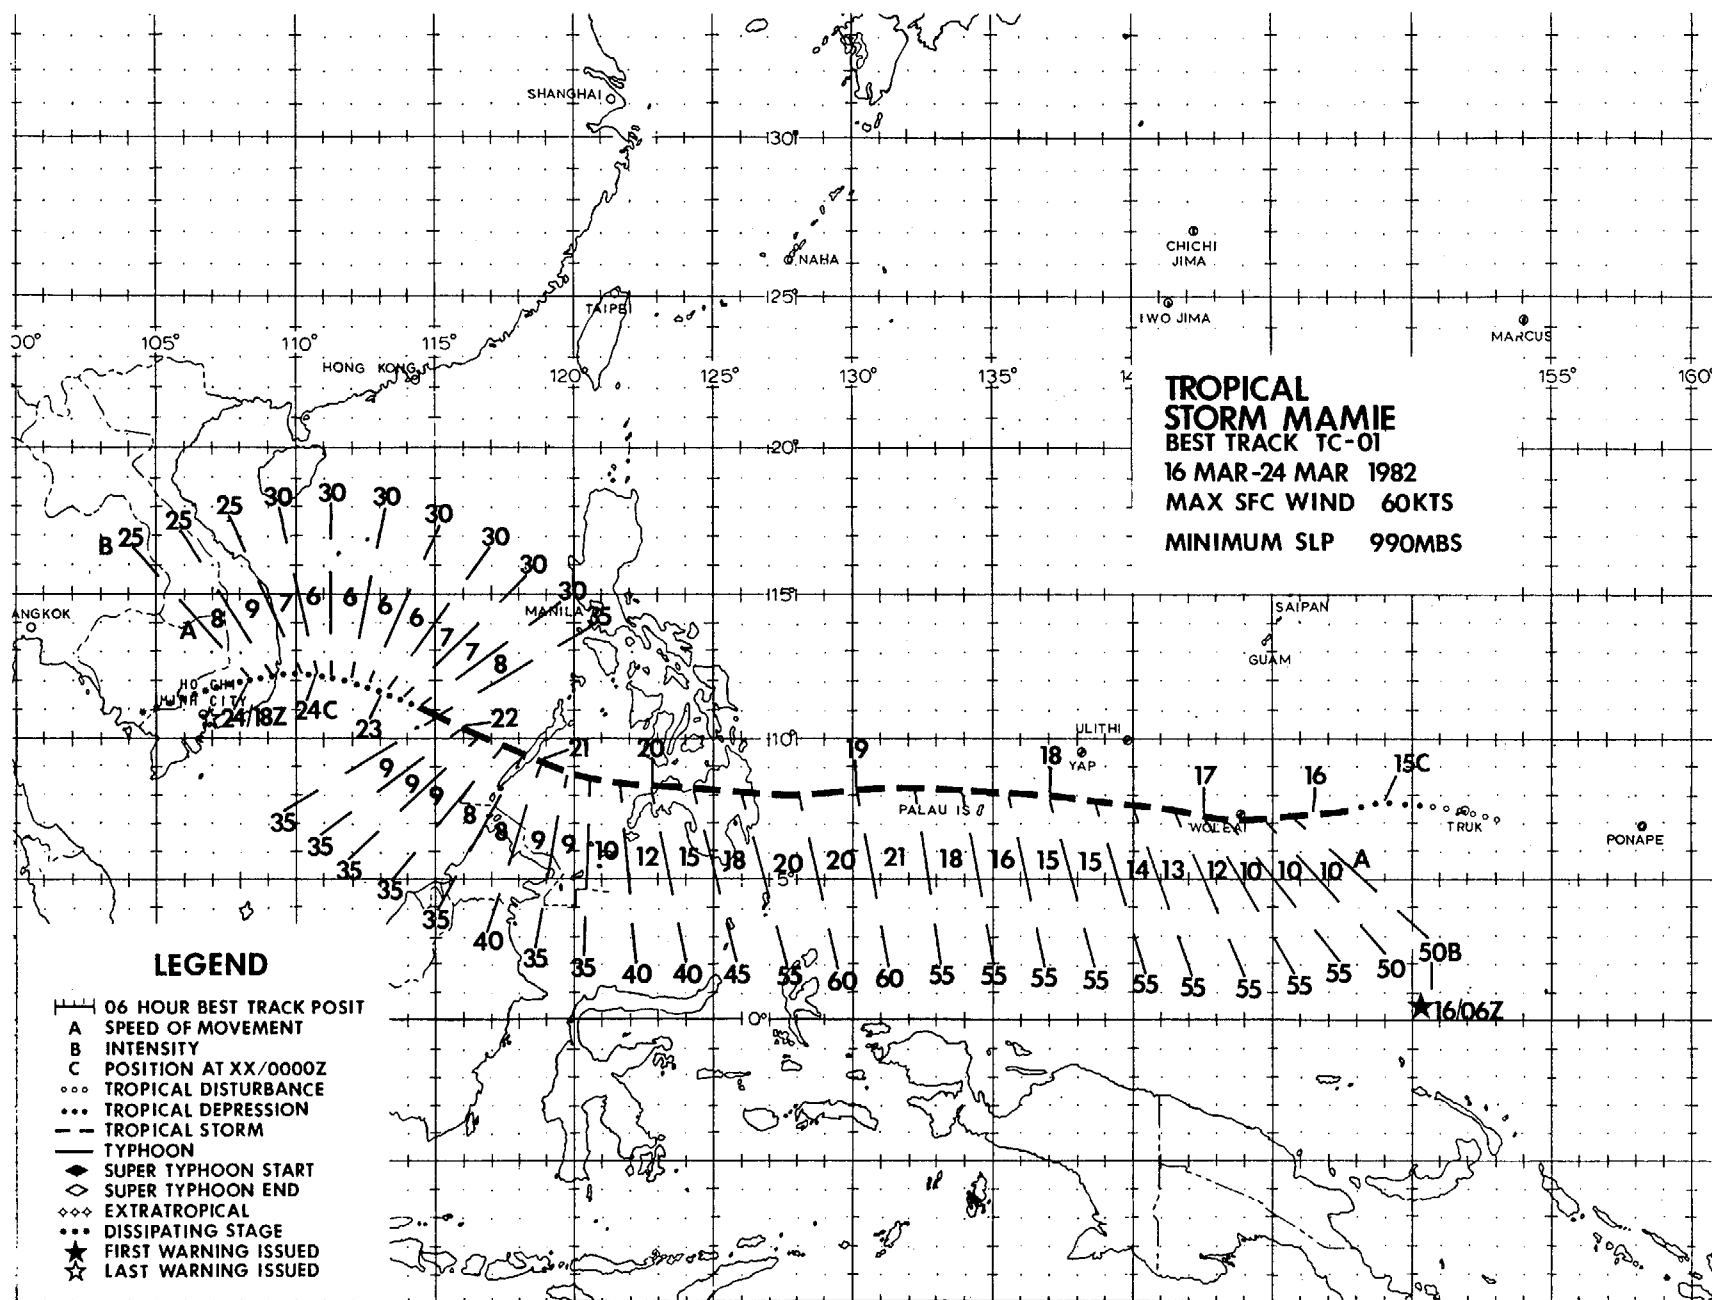 SHANGHAI
30°
NAHA
CHICHI
JIMA
25°
TAIPEI
IWO JIMA
MARCUS
00°
105°
110°
115°
HONG KONG
120°
125°
130°
135°
14
155°
160°
TROPICAL
STORM MAMIE
BEST TRACK TC-01
16 MAR-24 MAR 1982
MAX SFC WIND 60KTS
MINIMUM SLP 990MBS
20°
B 25 25 25 30 30 30 30 30 30 30 35
15°
MANILA
SAIPAN
GUAM
ANGKOK
A 8 9 7 6 6 6 6 7 7 8
HO CHI
MINH CITY
24/18Z 24C 23 22 21 20 19 18 17 16 15C
10°
ULITHI
YAP
PALAU IS
WOLEAI
TRUK
PONAPE
9 9 9 8 8 9 9 10 12 15 18 20 20 21 18 16 15 15 14 13 12 10 10 10 A
5°
35 35 35 35 35 40 35 35 40 40 45 55 60 60 55 55 55 55 55 55 55 55 55 50 50B
0°
16/06Z
LEGEND
06 HOUR BEST TRACK POSIT
A SPEED OF MOVEMENT
B INTENSITY
C POSITION AT XX/0000Z
TROPICAL DISTURBANCE
TROPICAL DEPRESSION
TROPICAL STORM
TYPHOON
SUPER TYPHOON START
SUPER TYPHOON END
EXTRATROPICAL
DISSIPATING STAGE
FIRST WARNING ISSUED
LAST WARNING ISSUED